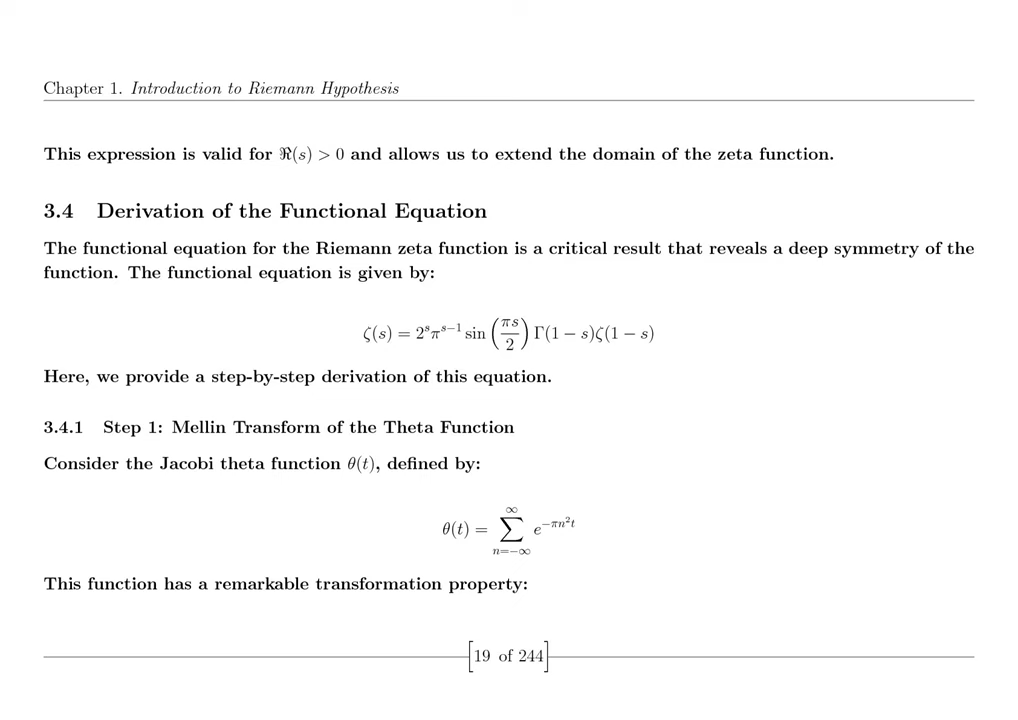 Chapter 1. Introduction to Riemann Hypothesis
This expression is valid for ℜ(s) > 0 and allows us to extend the domain of the zeta function.
3.4 Derivation of the Functional Equation
The functional equation for the Riemann zeta function is a critical result that reveals a deep symmetry of the
function. The functional equation is given by:
ζ(s) = 2^s π^{s−1} sin (πs/2) Γ(1 − s)ζ(1 − s)
Here, we provide a step-by-step derivation of this equation.
3.4.1 Step 1: Mellin Transform of the Theta Function
Consider the Jacobi theta function θ(t), defined by:
θ(t) = ∑_{n=−∞}^{∞} e^{−πn²t}
This function has a remarkable transformation property:
[19 of 244]